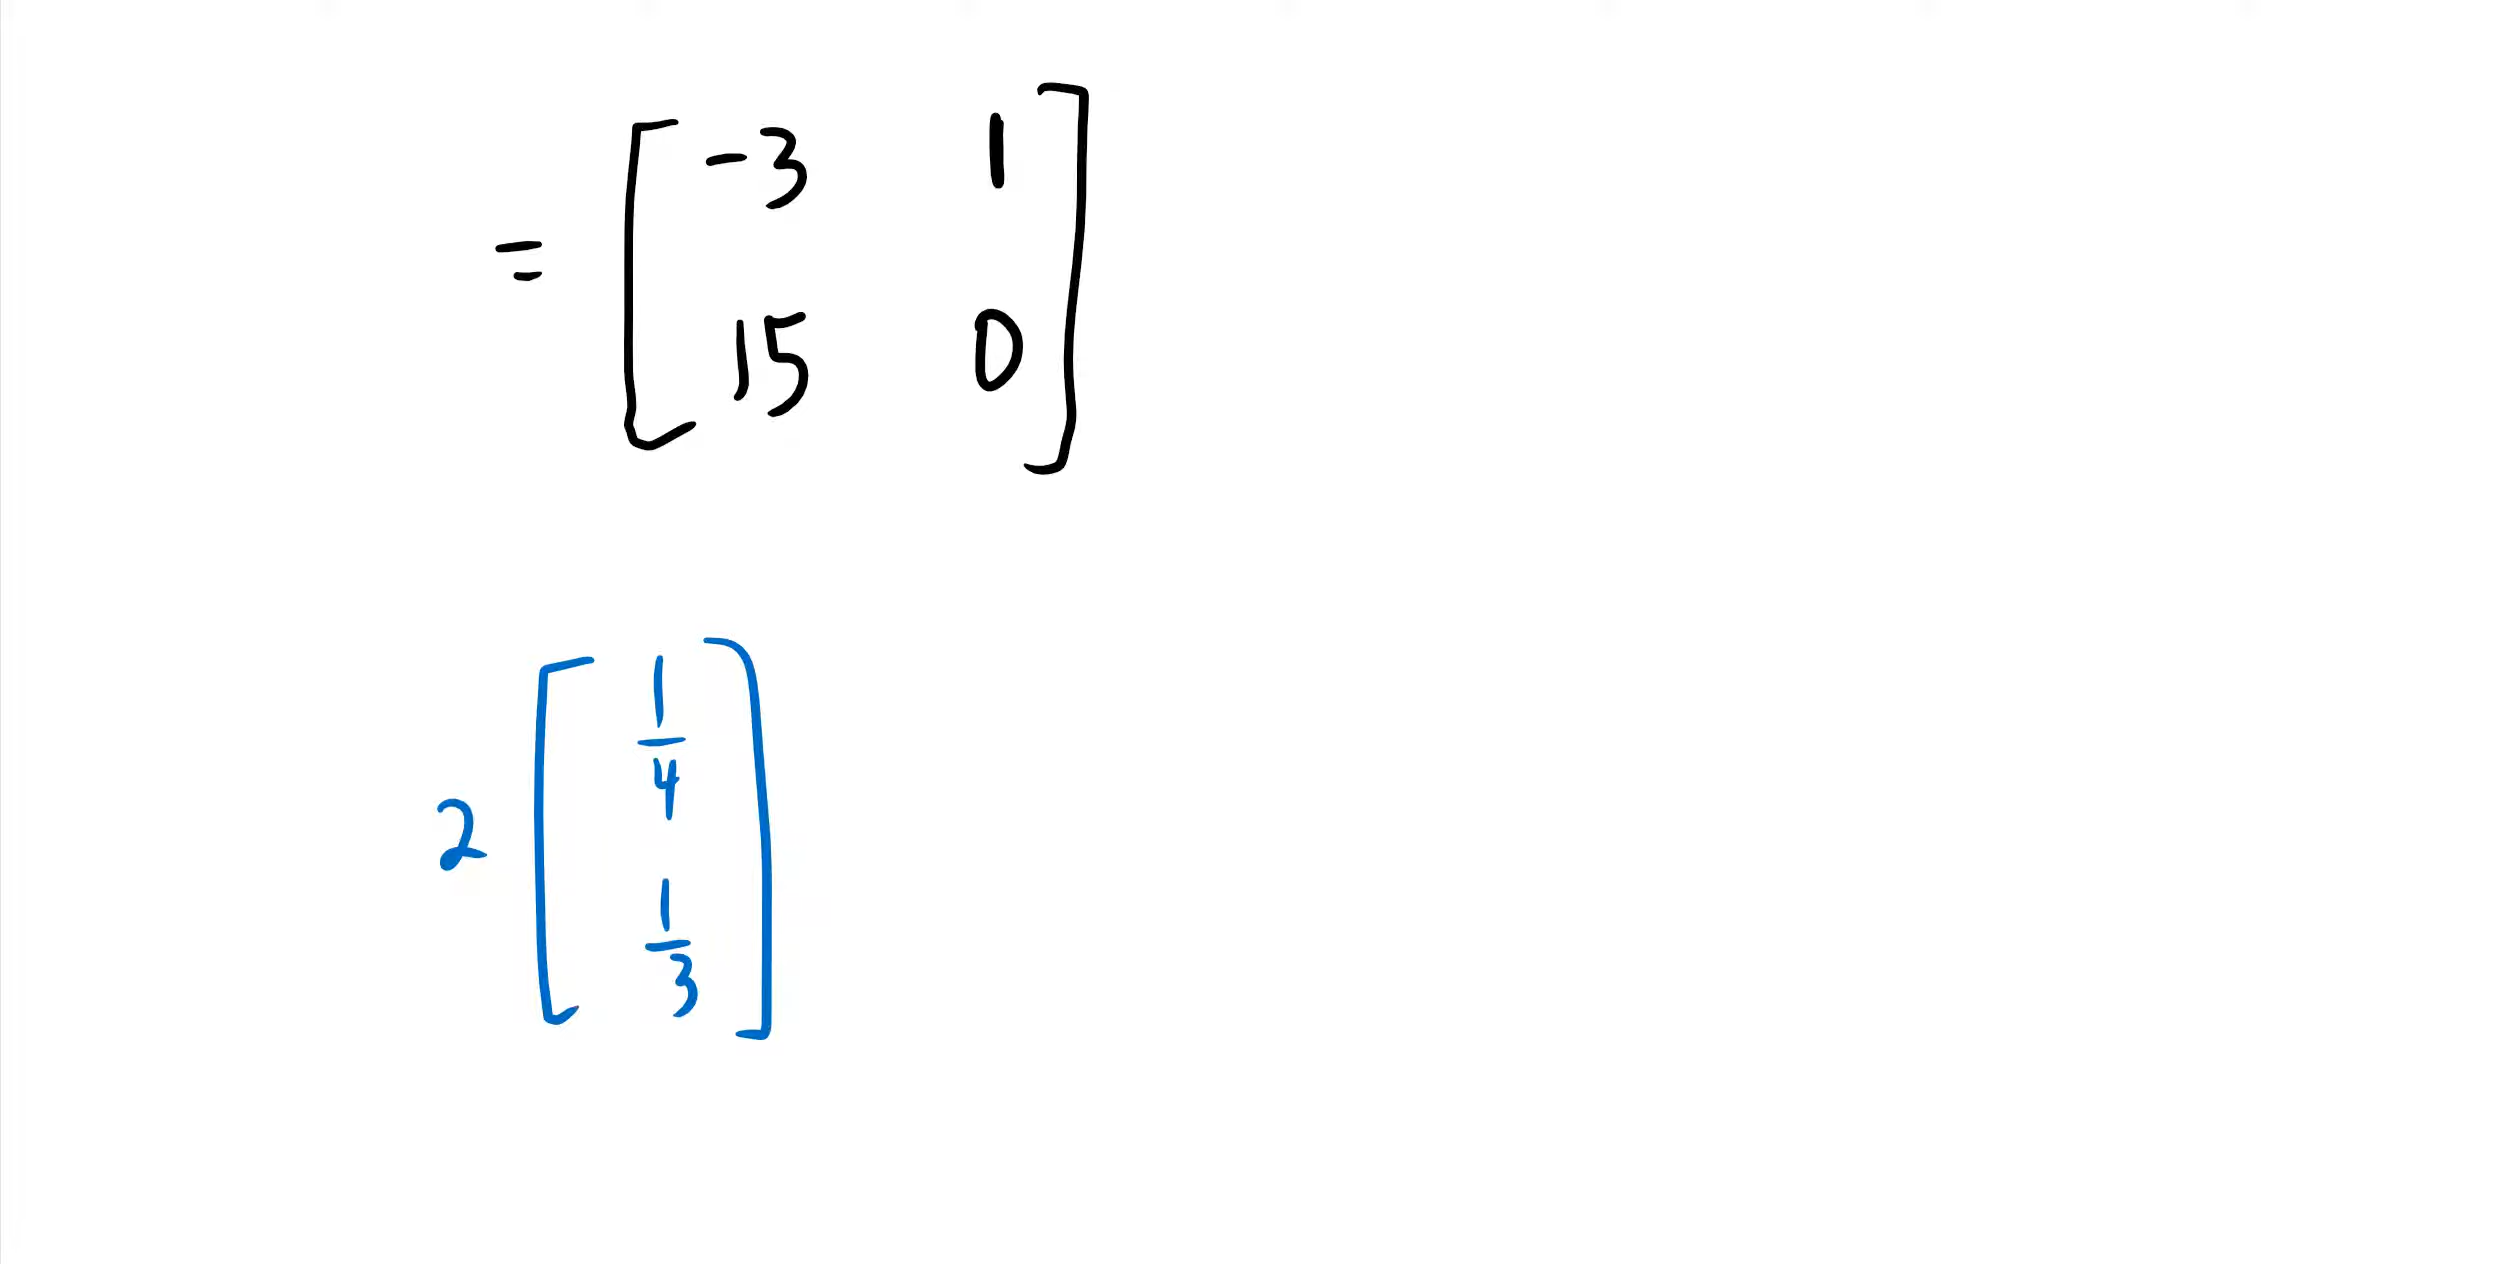 = [ -3 1
15 0 ]
2 [ 1/4
1/3 ]